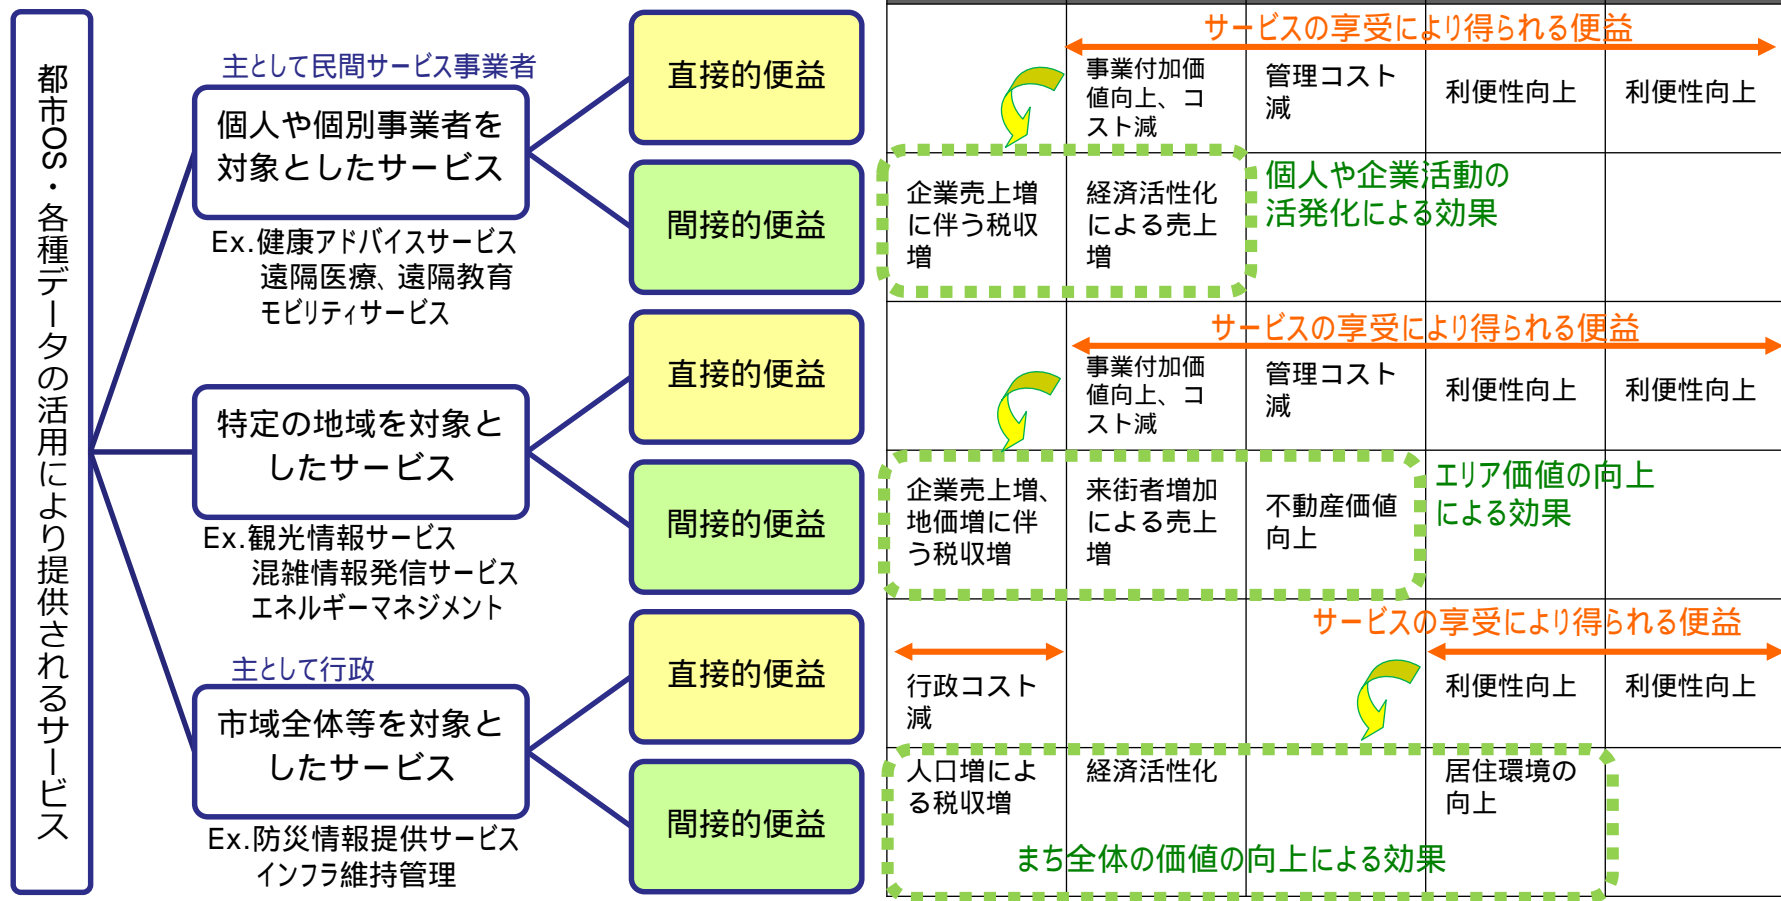 都市OS・各種データの活用により提供されるサービス
主として民間サービス事業者
個人や個別事業者を
対象としたサービス
Ex.健康アドバイスサービス
遠隔医療、遠隔教育
モビリティサービス
直接的便益
間接的便益
サービスの享受により得られる便益
事業付加価
値向上、コ
スト減
管理コスト
減
利便性向上
利便性向上
企業売上増
に伴う税収
増
経済活性化
による売上
増
個人や企業活動の
活発化による効果
特定の地域を対象と
したサービス
Ex.観光情報サービス
混雑情報発信サービス
エネルギーマネジメント
直接的便益
間接的便益
サービスの享受により得られる便益
事業付加価
値向上、コ
スト減
管理コスト
減
利便性向上
利便性向上
企業売上増、
地価増に伴
う税収増
来街者増加
による売上
増
不動産価値
向上
エリア価値の向上
による効果
主として行政
市域全体等を対象と
したサービス
Ex.防災情報提供サービス
インフラ維持管理
直接的便益
間接的便益
サービスの享受により得られる便益
行政コスト
減
利便性向上
利便性向上
人口増によ
る税収増
経済活性化
居住環境の
向上
まち全体の価値の向上による効果